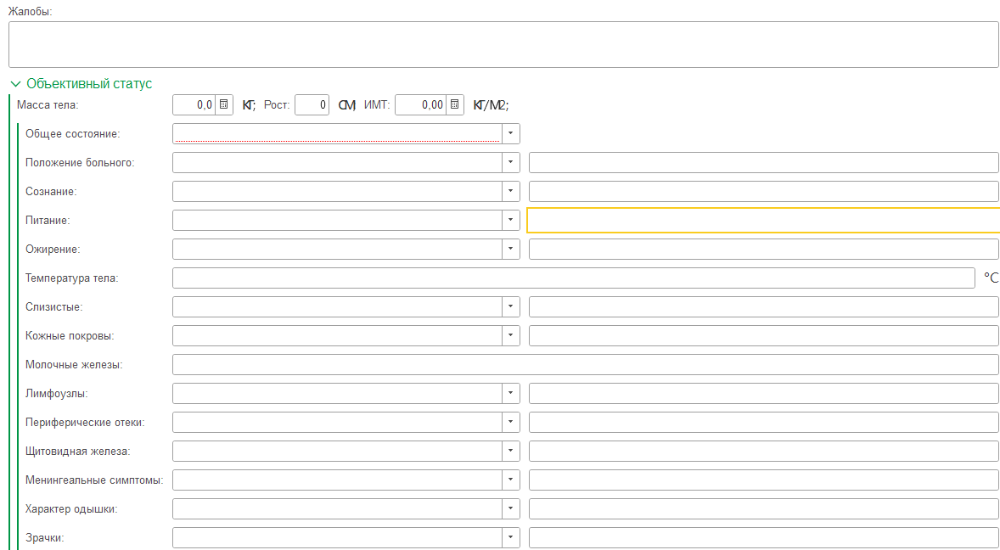 Жалобы:
Объективный статус
Масса тела: 0,0 КГ; Рост: 0 СМ, ИМТ: 0,00 КГ/М2;
Общее состояние:
Положение больного:
Сознание:
Питание:
Ожирение:
Температура тела: °C
Слизистые:
Кожные покровы:
Молочные железы:
Лимфоузлы:
Периферические отеки:
Щитовидная железа:
Менингеальные симптомы:
Характер одышки:
Зрачки: